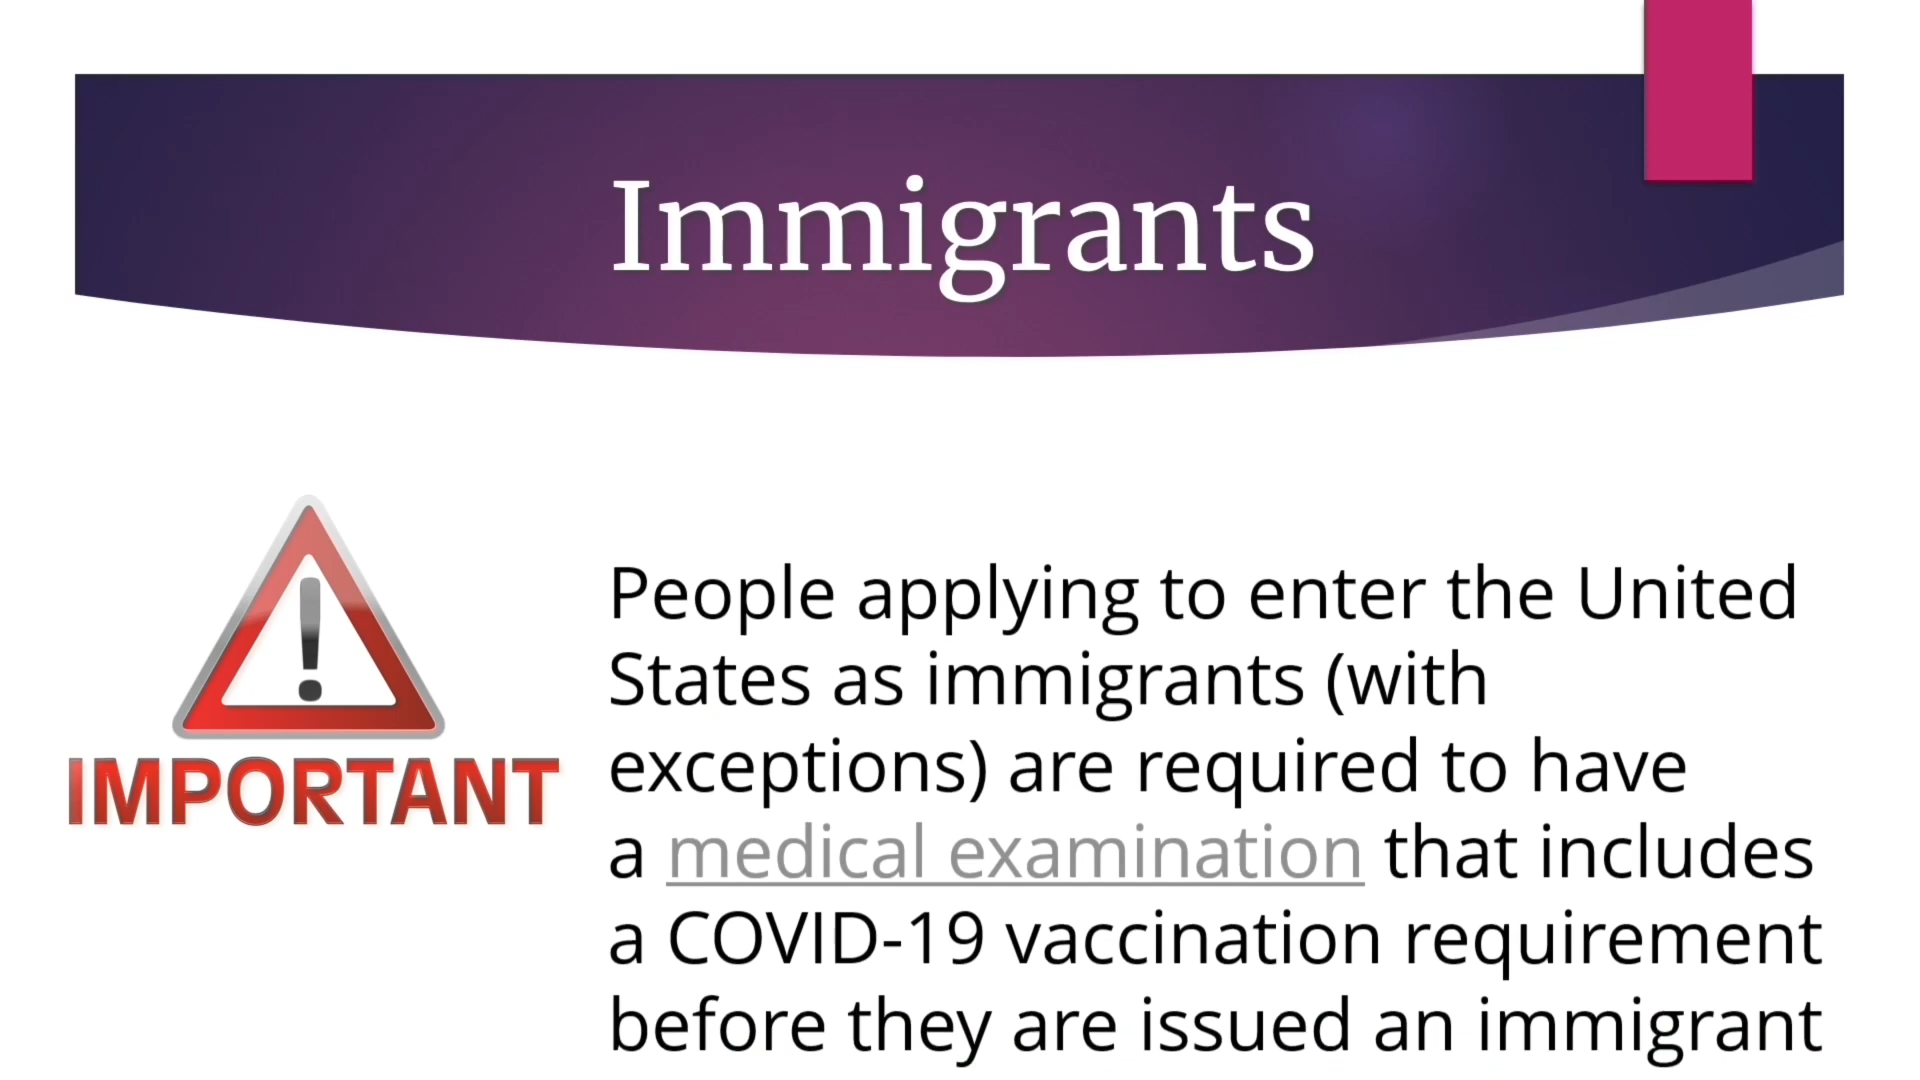 Immigrants
IMPORTANT
People applying to enter the United
States as immigrants (with
exceptions) are required to have
a medical examination that includes
a COVID-19 vaccination requirement
before they are issued an immigrant